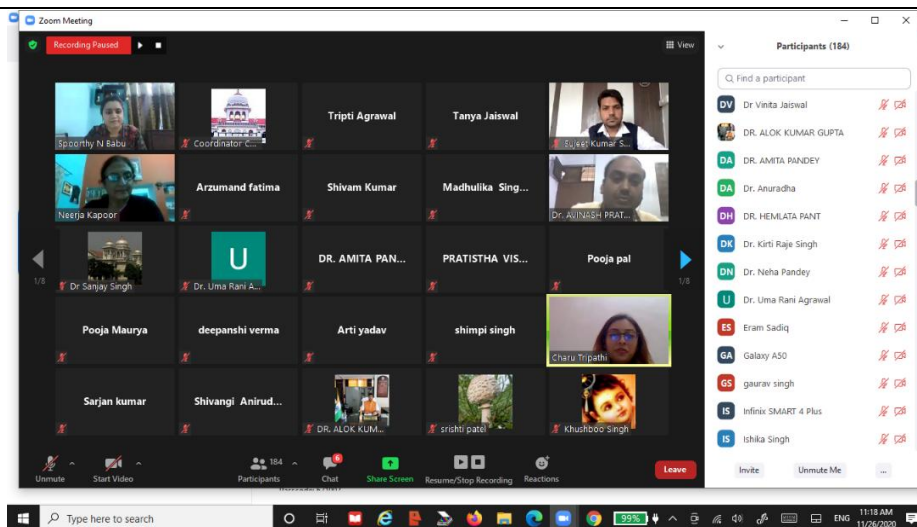 Zoom Meeting
Recording Paused
View
Participants (184)
Find a participant
Spoorthy N Babu
Coordinator C...
Tripti Agrawal
Tanya Jaiswal
Sujeet Kumar S...
Neerja Kapoor
Arzumand fatima
Shivam Kumar
Madhulika Sing...
Dr. AVINASH PRAT...
1/8
Dr Sanjay Singh
U
Dr. Uma Rani A...
DR. AMITA PAN...
PRATISTHA VIS...
Pooja pal
1/8
Pooja Maurya
deepanshi verma
Arti yadav
shimpi singh
Charu Tripathi
Sarjan kumar
Shivangi Anirud...
DR. ALOK KUM...
srishti patel
Khushboo Singh
DV Dr Vinita Jaiswal
DR. ALOK KUMAR GUPTA
DA DR. AMITA PANDEY
DA Dr. Anuradha
DH DR. HEMLATA PANT
DK Dr. Kirti Raje Singh
DN Dr. Neha Pandey
U Dr. Uma Rani Agrawal
ES Eram Sadiq
GA Galaxy A50
GS gaurav singh
IS Infinix SMART 4 Plus
IS Ishika Singh
Unmute
Start Video
184
Participants
6
Chat
Share Screen
Resume/Stop Recording
Reactions
Leave
Invite
Unmute Me
...
Type here to search
99%
ENG
11:18 AM
11/26/2020